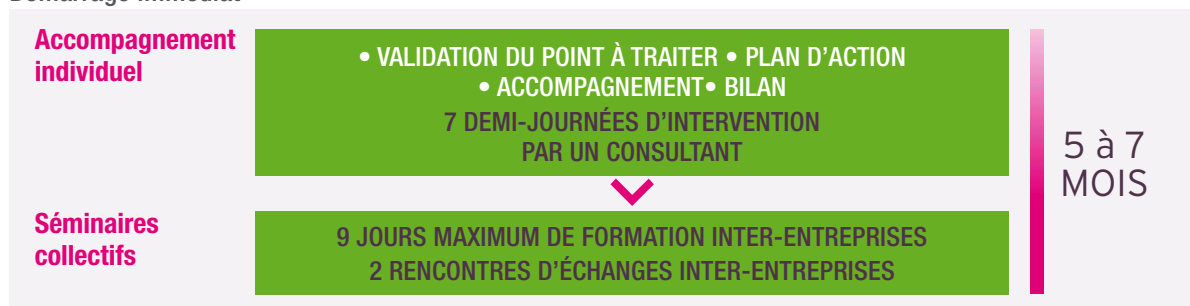 Accompagnement
individuel
• VALIDATION DU POINT À TRAITER • PLAN D'ACTION
• ACCOMPAGNEMENT• BILAN
7 DEMI-JOURNÉES D'INTERVENTION
PAR UN CONSULTANT
5 à 7
MOIS
Séminaires
collectifs
9 JOURS MAXIMUM DE FORMATION INTER-ENTREPRISES
2 RENCONTRES D'ÉCHANGES INTER-ENTREPRISES